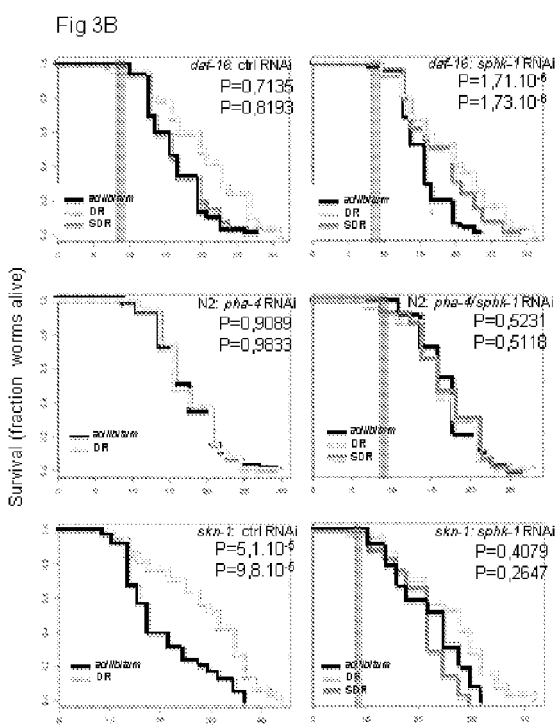 Fig 3B
Survival (fraction worms alive)
daf-16: ctrl RNAi
P=0,7135
P=0,8193
ad libitum
DR
SDR
daf-16: sphk-1 RNAi
P=1,71.10-6
P=1,73.10-6
ad libitum
DR
SDR
N2: pha-4 RNAi
P=0,9089
P=0,9833
ad libitum
DR
N2: pha-4/sphk-1 RNAi
P=0,5231
P=0,5118
ad libitum
DR
SDR
skn-1: ctrl RNAi
P=5,1.10-6
P=9,8.10-6
ad libitum
DR
skn-1: sphk-1 RNAi
P=0,4079
P=0,2647
ad libitum
DR
SDR